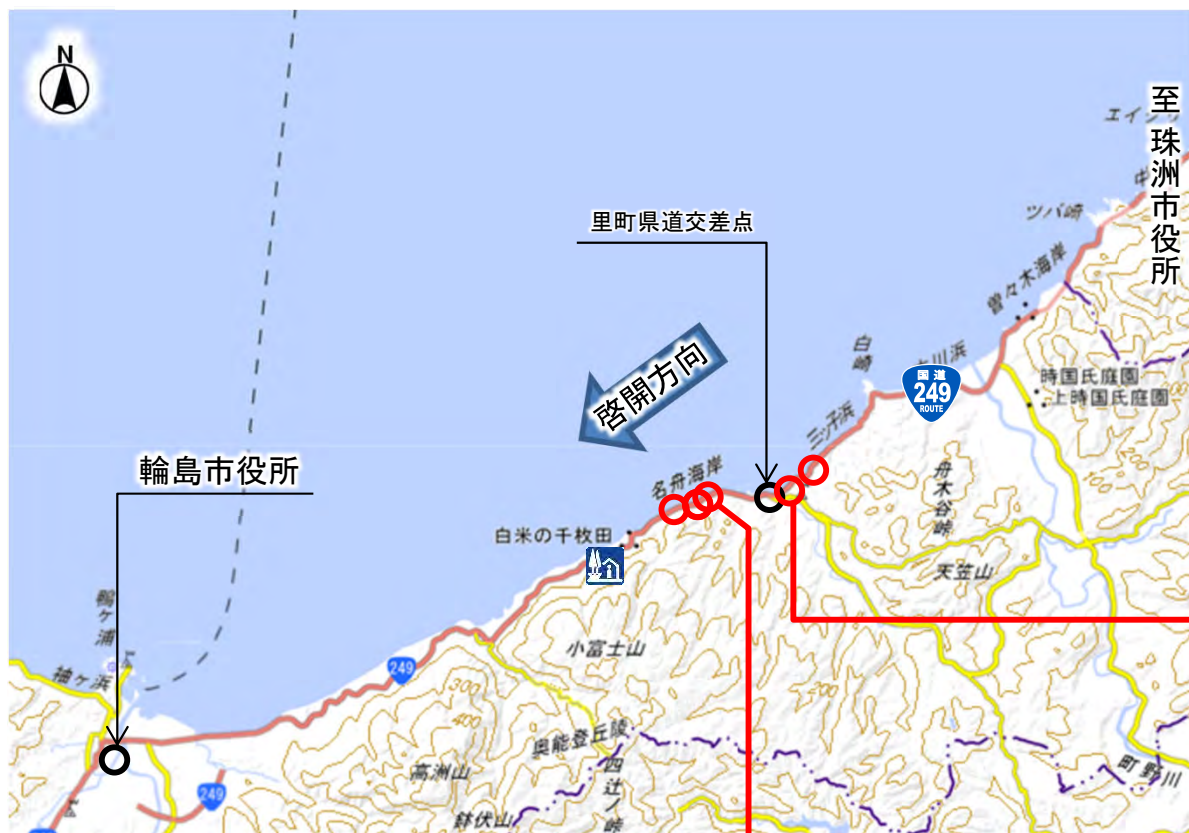 N
至 珠洲市役所
ツバ崎
里町県道交差点
曽々木海岸
白崎
国道
249
ROUTE
時国氏庭園
上時国氏庭園
啓開方向
三ッ子浜
名舟海岸
舟木谷峠
輪島市役所
白米の千枚田
天笠山
鴨ヶ浦
袖ヶ浜
249
小富士山
300
400
奥能登丘陵
高洲山
四辻ノ峠
町野川
249
鉢伏山